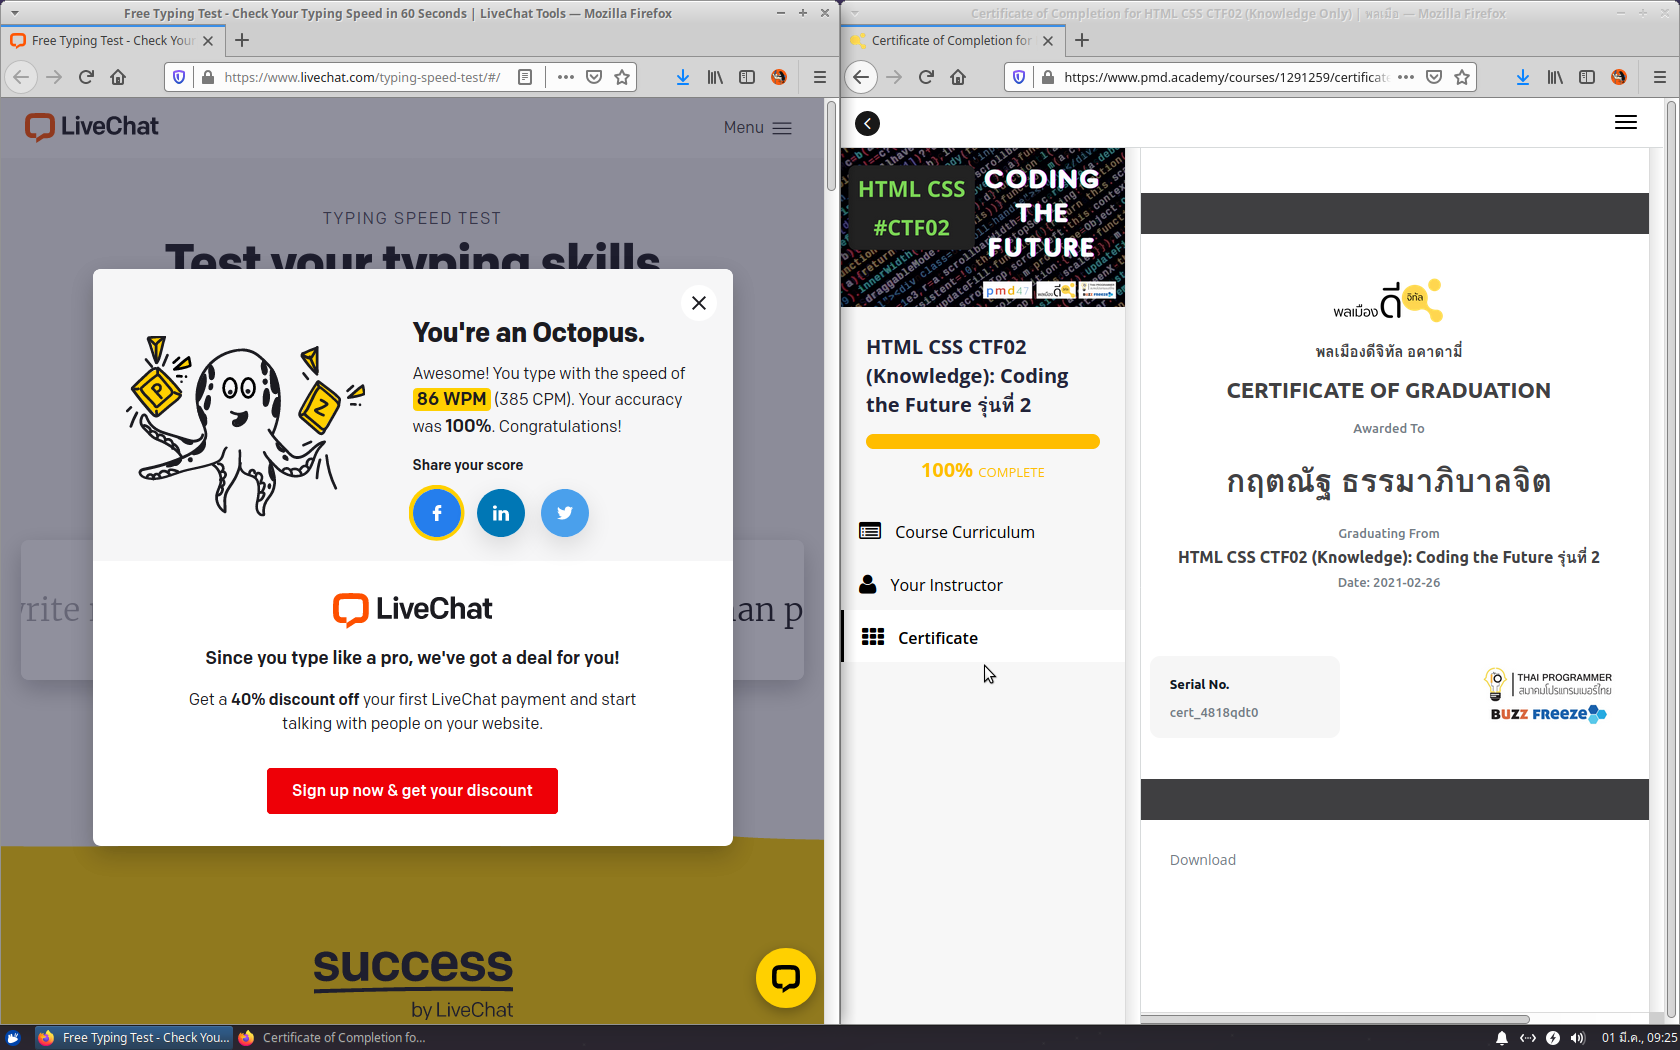 Free Typing Test - Check Your Typing Speed in 60 Seconds | LiveChat Tools — Mozilla Firefox
Free Typing Test - Check Your
https://www.livechat.com/typing-speed-test/#/
LiveChat
Menu
TYPING SPEED TEST
Test your typing skills
You're an Octopus.
Awesome! You type with the speed of
86 WPM (385 CPM). Your accuracy
was 100%. Congratulations!
Share your score
R
Z
LiveChat
Since you type like a pro, we've got a deal for you!
Get a 40% discount off your first LiveChat payment and start
talking with people on your website.
Sign up now & get your discount
success
by LiveChat
Certificate of Completion for HTML CSS CTF02 (Knowledge Only) | พลเมือ — Mozilla Firefox
Certificate of Completion for
https://www.pmd.academy/courses/1291259/certificate
HTML CSS
#CTF02
CODING
THE
FUTURE
pmd47
HTML CSS CTF02
(Knowledge): Coding
the Future รุ่นที่ 2
100% COMPLETE
Course Curriculum
Your Instructor
Certificate
พลเมืองดีจิทัล
พลเมืองดีจิทัล อคาดามี่
CERTIFICATE OF GRADUATION
Awarded To
กฤตณัฐ ธรรมาภิบาลจิต
Graduating From
HTML CSS CTF02 (Knowledge): Coding the Future รุ่นที่ 2
Date: 2021-02-26
Serial No.
cert_4818qdt0
THAI PROGRAMMER
สมาคมโปรแกรมเมอร์ไทย
BUZZ FREEZE
Download
Free Typing Test - Check You...
Certificate of Completion fo...
01 มี.ค., 09:25